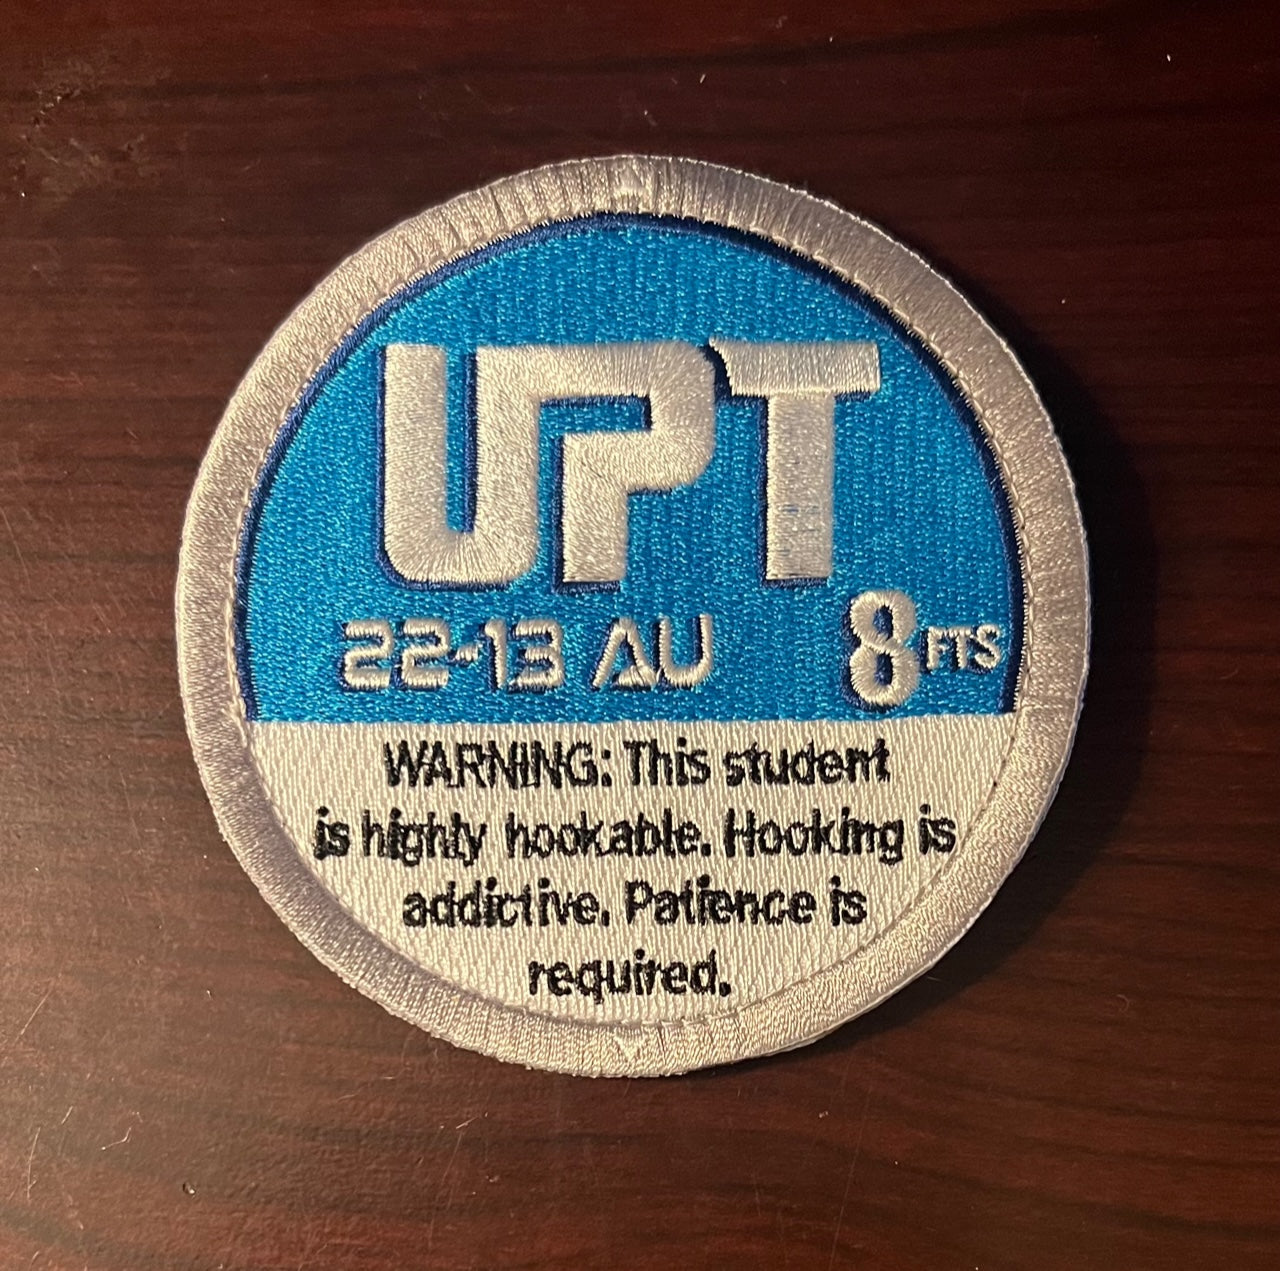 UPT
22-13 AU
8 FTS
WARNING: This student
is highly hookable. Hooking is
addictive. Patience is
required.